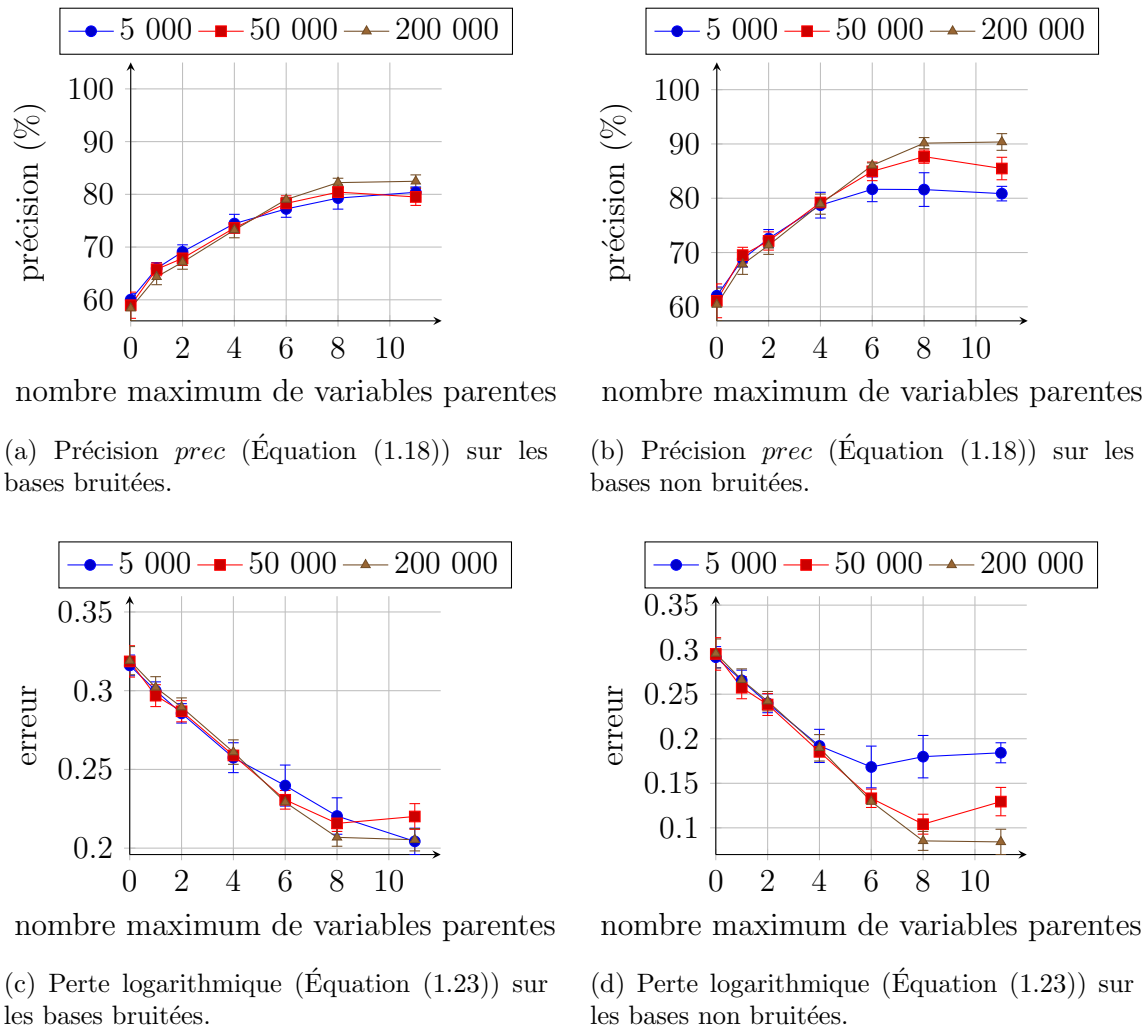 5 000 50 000 200 000
100
90
80
70
60
précision (%)
0 2 4 6 8 10
nombre maximum de variables parentes
(a) Précision prec (Équation (1.18)) sur les
bases bruitées.
5 000 50 000 200 000
100
90
80
70
60
précision (%)
0 2 4 6 8 10
nombre maximum de variables parentes
(b) Précision prec (Équation (1.18)) sur les
bases non bruitées.
5 000 50 000 200 000
0.35
0.3
0.25
0.2
erreur
0 2 4 6 8 10
nombre maximum de variables parentes
(c) Perte logarithmique (Équation (1.23)) sur
les bases bruitées.
5 000 50 000 200 000
0.35
0.3
0.25
0.2
0.15
0.1
erreur
0 2 4 6 8 10
nombre maximum de variables parentes
(d) Perte logarithmique (Équation (1.23)) sur
les bases non bruitées.